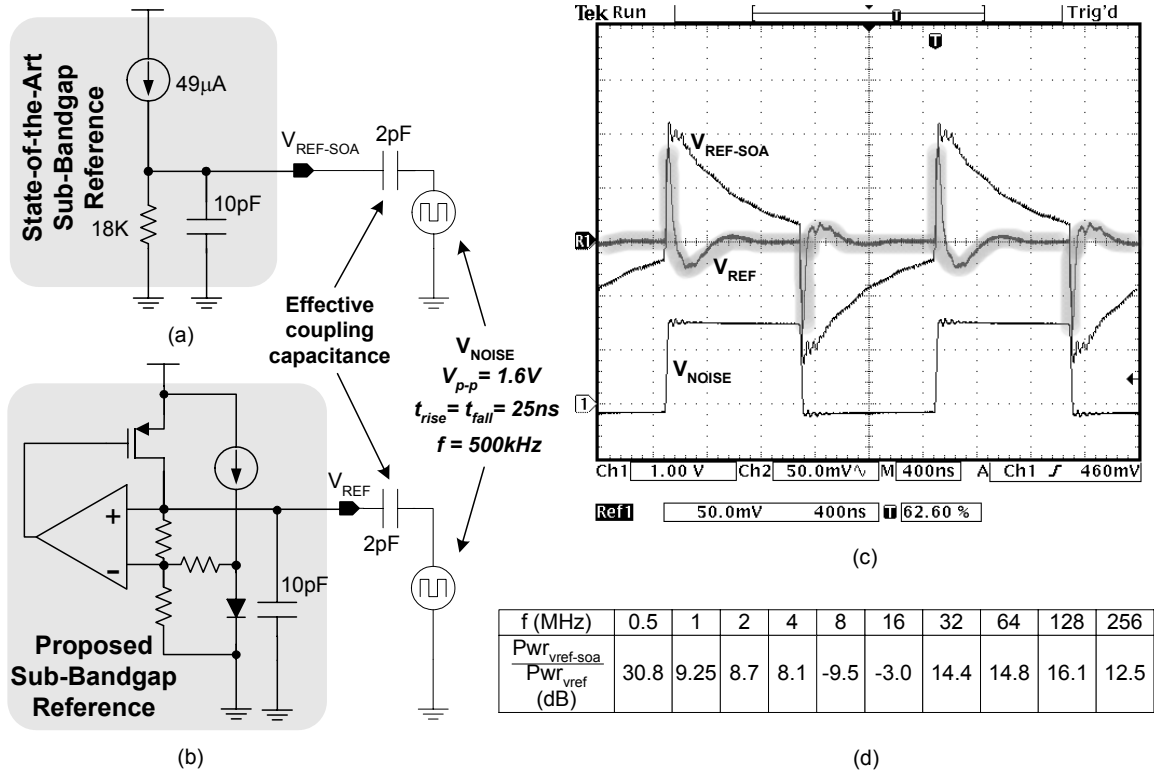 State-of-the-Art
Sub-Bandgap
Reference
49µA
18K
10pF
V_REF-SOA
2pF
(a)
Effective
coupling
capacitance
V_NOISE
V_p-p= 1.6V
t_rise= t_fall= 25ns
f = 500kHz
+
-
10pF
V_REF
2pF
Proposed
Sub-Bandgap
Reference
(b)
Tek Run
T
Trig'd
T
V_REF-SOA
R1
V_REF
V_NOISE
1
Ch1 1.00 V Ch2 50.0mV∿ M 400ns A Ch1 ƒ 460mV
Ref1 50.0mV 400ns T 62.60 %
(c)
f (MHz) 0.5 1 2 4 8 16 32 64 128 256
Pwr_vref-soa
Pwr_vref
(dB)
30.8 9.25 8.7 8.1 -9.5 -3.0 14.4 14.8 16.1 12.5
(d)